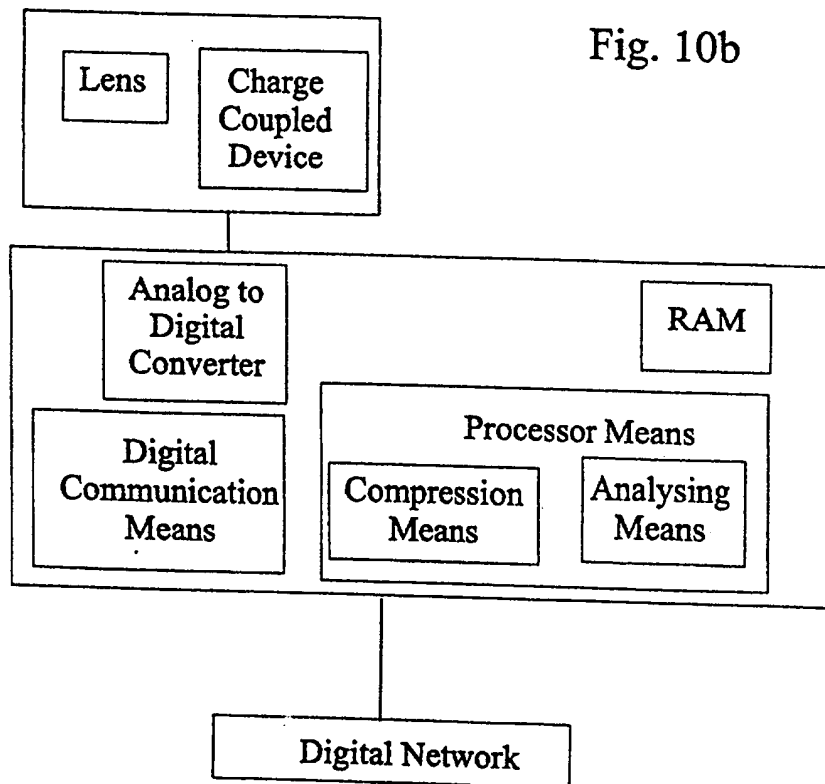 Fig. 10b
Lens
Charge
Coupled
Device
Analog to
Digital
Converter
RAM
Digital
Communication
Means
Processor Means
Compression
Means
Analysing
Means
Digital Network